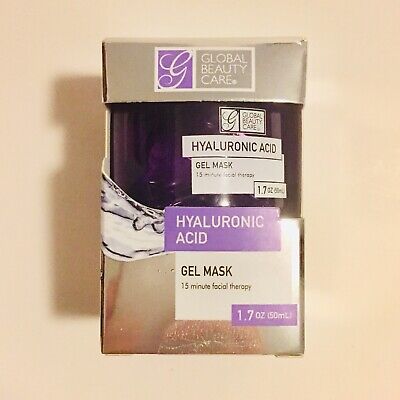 G
GLOBAL
BEAUTY
CARE®
G
GLOBAL
BEAUTY
CARE®
HYALURONIC ACID
GEL MASK
15 minute facial therapy
1.7 OZ (50mL)
HYALURONIC
ACID
GEL MASK
15 minute facial therapy
1.7 OZ (50mL)